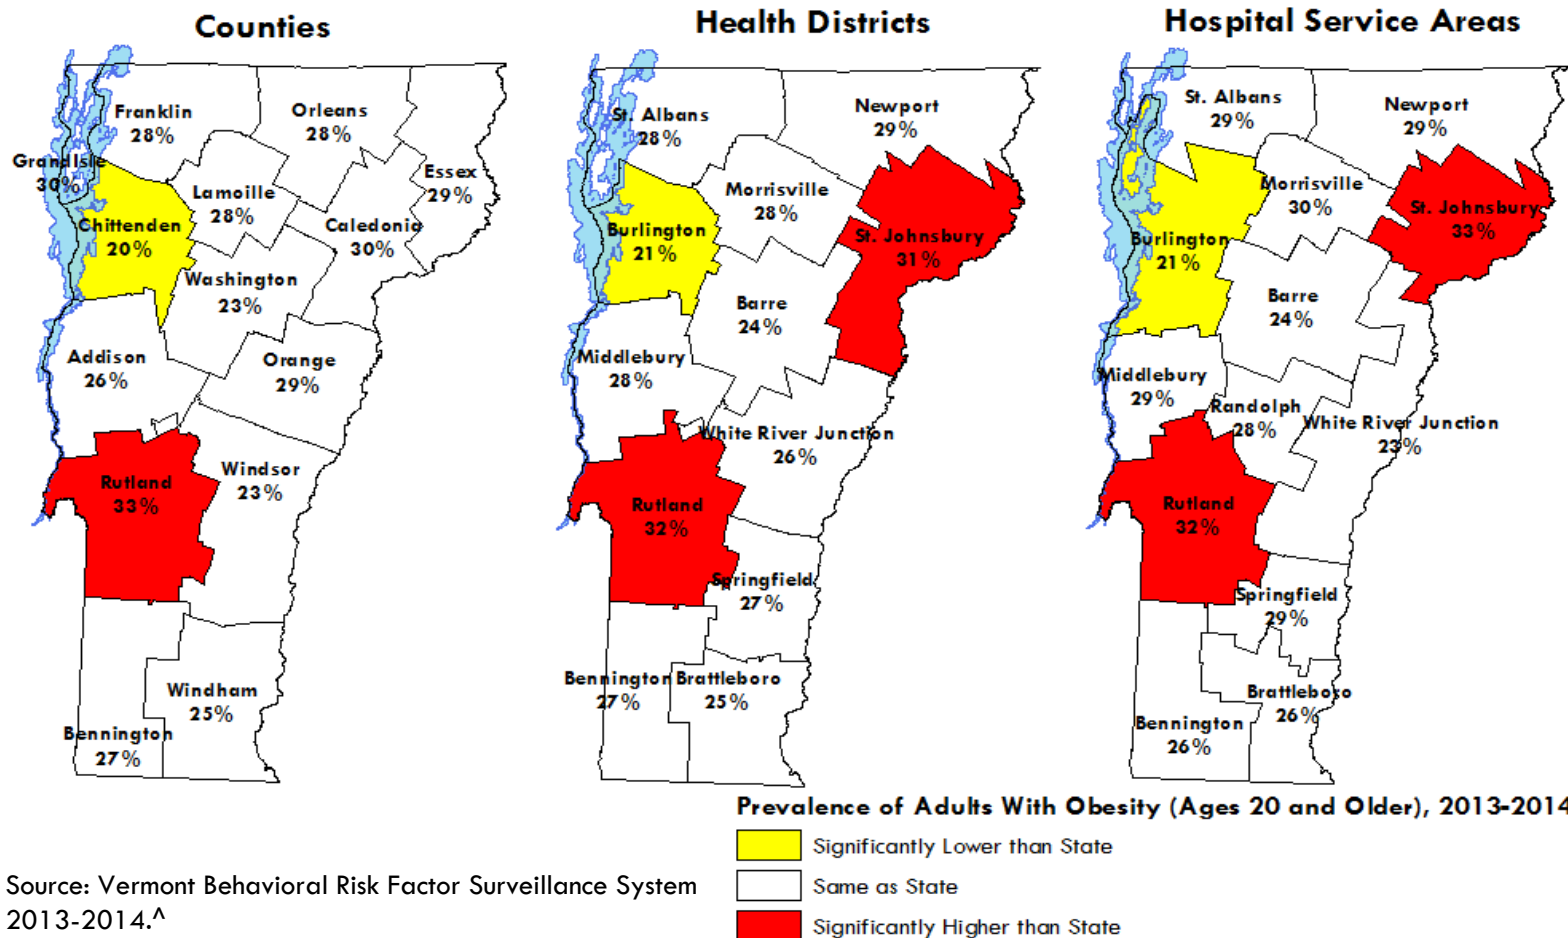 Counties
Franklin
28%
Orleans
28%
GrandIsle
30%
Essex
29%
Lamoille
28%
Chittenden
20%
Caledonia
30%
Washington
23%
Addison
26%
Orange
29%
Rutland
33%
Windsor
23%
Windham
25%
Bennington
27%
Health Districts
St. Albans
28%
Newport
29%
Morrisville
28%
Burlington
21%
St. Johnsbury
31%
Barre
24%
Middlebury
28%
White River Junction
26%
Rutland
32%
Springfield
27%
Bennington
27%
Brattleboro
25%
Hospital Service Areas
St. Albans
29%
Newport
29%
Morrisville
30%
St. Johnsbury
33%
Burlington
21%
Barre
24%
Middlebury
29%
Randolph
28%
White River Junction
23%
Rutland
32%
Springfield
29%
Brattleboro
26%
Bennington
26%
Prevalence of Adults With Obesity (Ages 20 and Older), 2013-2014
Significantly Lower than State
Same as State
Significantly Higher than State
Source: Vermont Behavioral Risk Factor Surveillance System
2013-2014.^